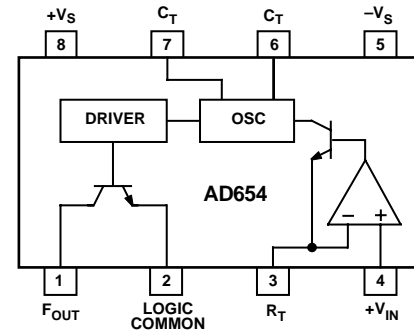 +VS CT CT –VS
8 7 6 5
DRIVER OSC
AD654
– +
1 2 3 4
FOUT LOGIC COMMON RT +VIN